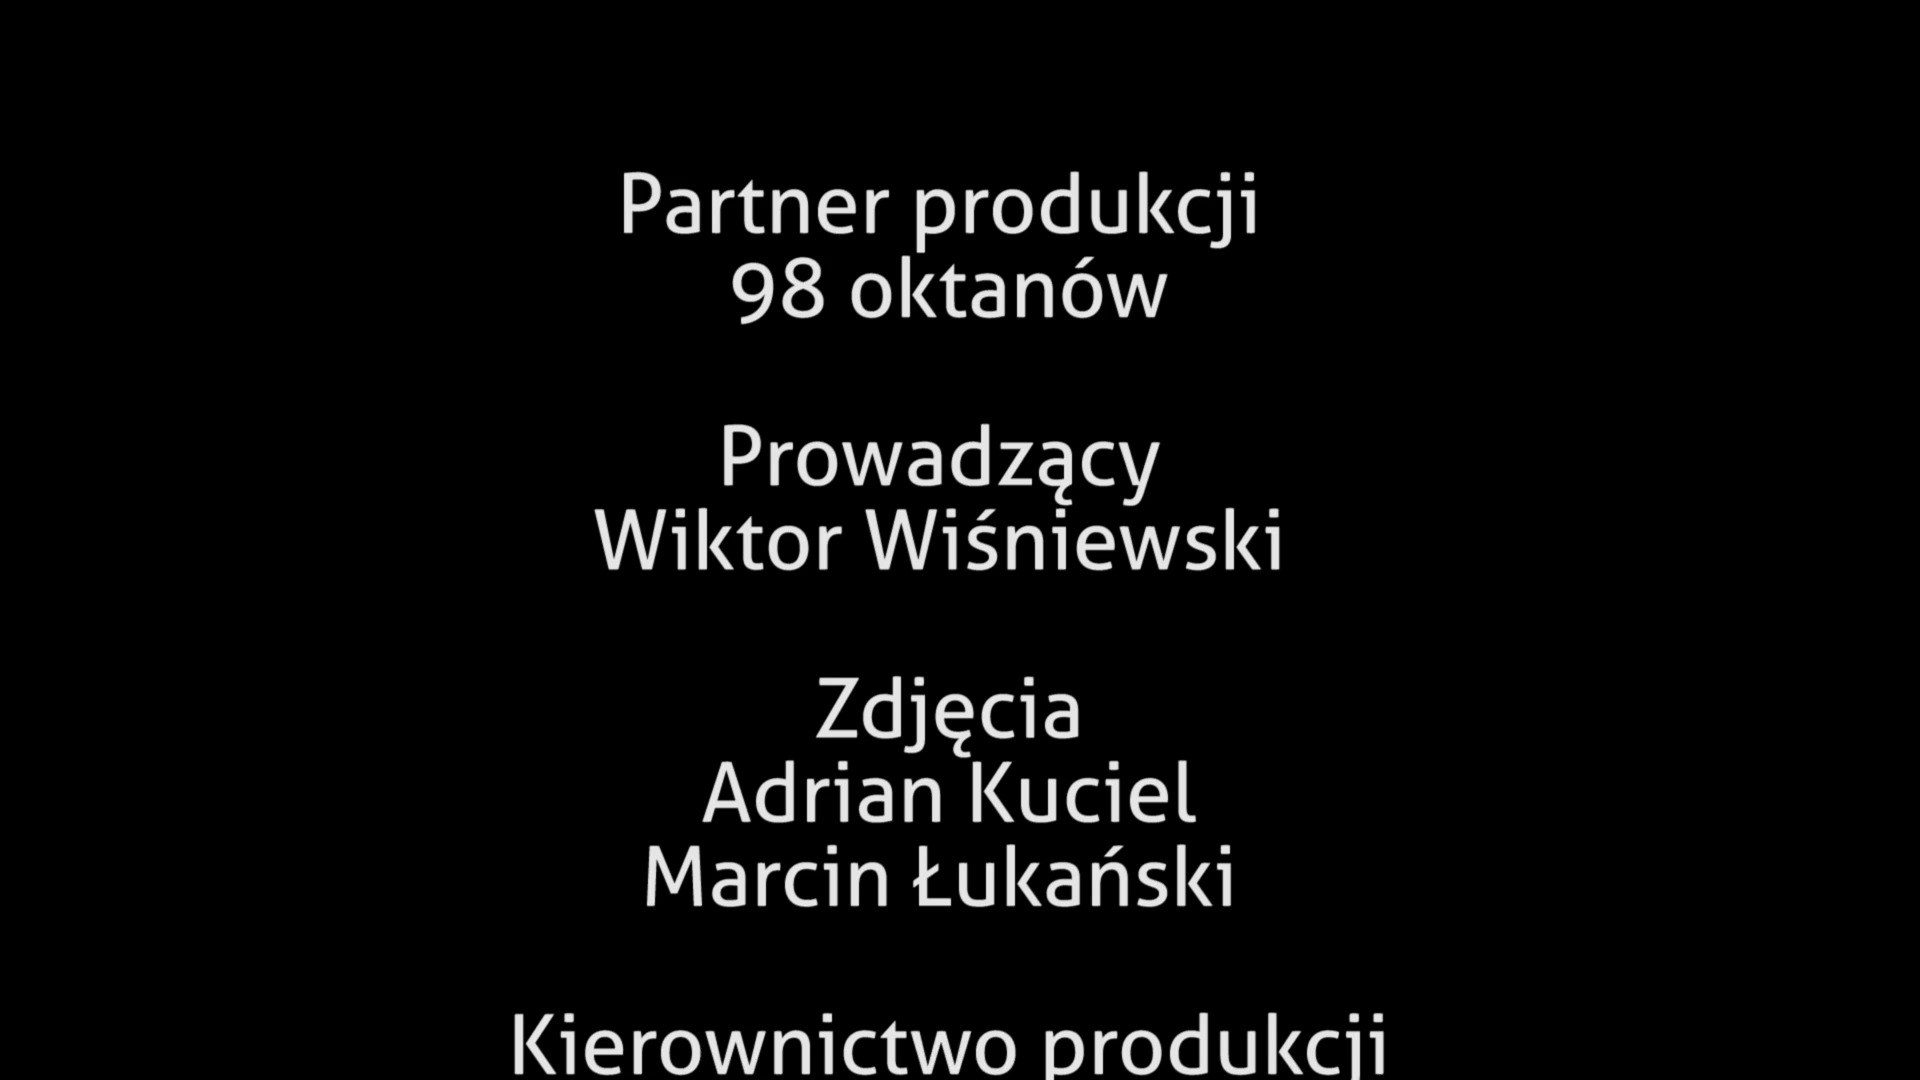 Partner produkcji
98 oktanów
Prowadzący
Wiktor Wiśniewski
Zdjęcia
Adrian Kuciel
Marcin Łukański
Kierownictwo produkcji